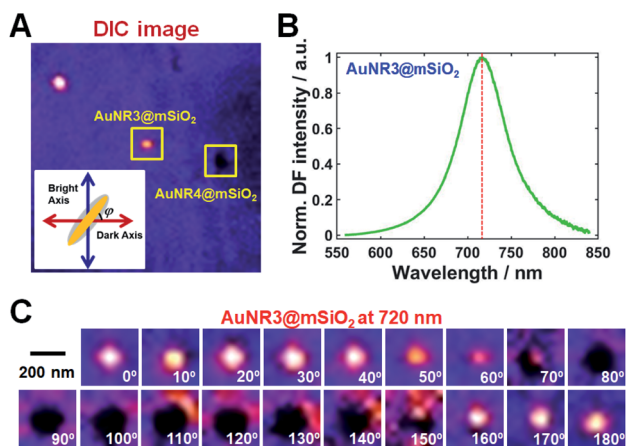 A
DIC image
AuNR3@mSiO₂
AuNR4@mSiO₂
Bright
Axis
φ
Dark Axis
B
AuNR3@mSiO₂
Norm. DF intensity / a.u.
1
0.8
0.6
0.4
0.2
0
550 600 650 700 750 800 850
Wavelength / nm
C
AuNR3@mSiO₂ at 720 nm
200 nm
0º 10º 20º 30º 40º 50º 60º 70º 80º
90º 100º 110º 120º 130º 140º 150º 160º 170º 180º